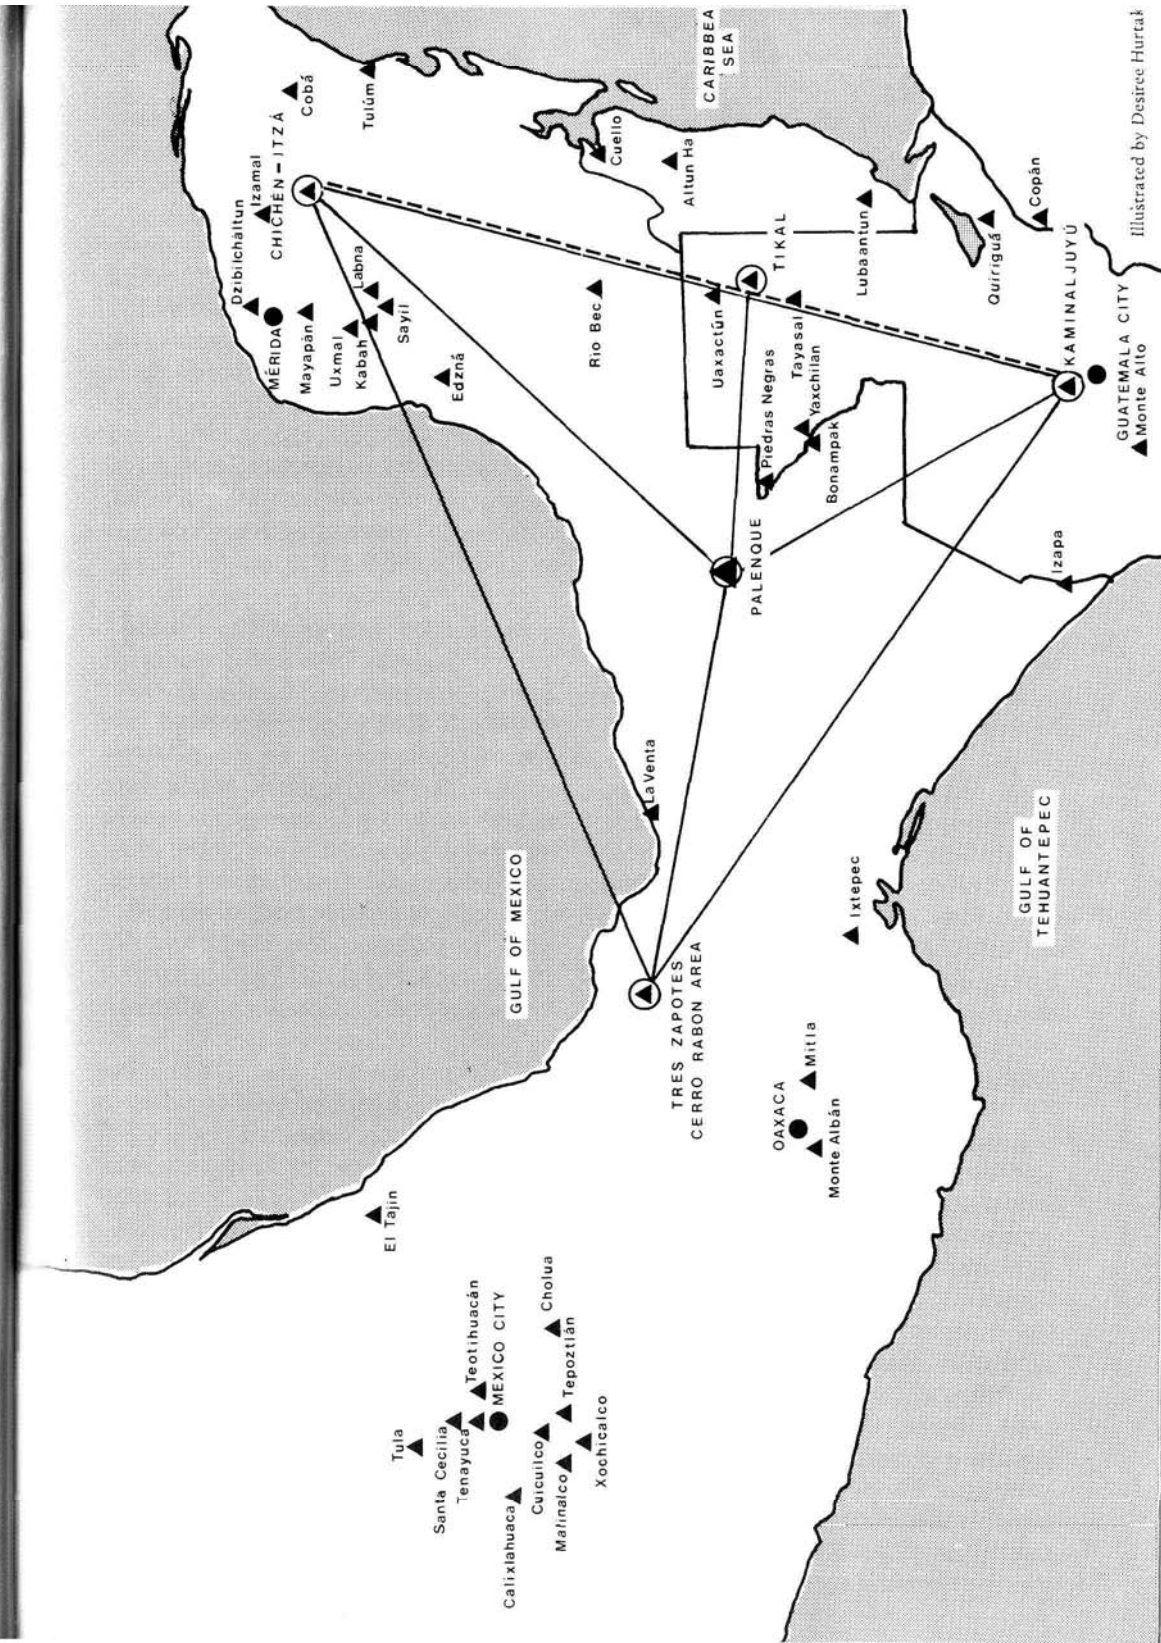 Tula
Santa Cecilia
Tenayuca
Teotihuacán
MEXICO CITY
Calixlahuaca
Cuicuilco
Malinalco
Cholua
Tepoztlán
Xochicalco
El Tajin
GULF OF MEXICO
TRES ZAPOTES
CERRO RABON AREA
OAXACA
Mitla
Monte Albán
La Venta
Ixtepec
GULF OF
TEHUANTEPEC
Dzibilchaltun
Izamal
MÉRIDA
CHICHÉN-ITZÁ
Cobá
Mayapán
Uxmal
Kabah
Labna
Sayil
Tulúm
Edzná
Rio Bec
Cuello
Altun Ha
CARIBBEA
SEA
PALENQUE
Uaxactún
TIKAL
Piedras Negras
Tayasal
Yaxchilan
Bonampak
Lubaantun
Quiriguá
Copán
Izapa
KAMINALJUYÚ
GUATEMALA CITY
Monte Alto
Illustrated by Desiree Hurtak